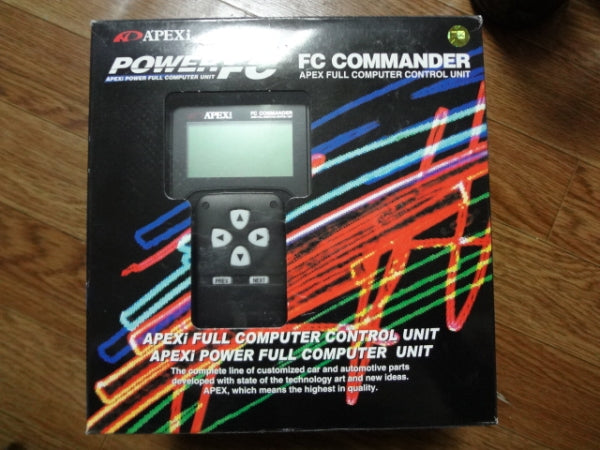 APEXi
POWER FC
APEXi POWER FULL COMPUTER UNIT
FC COMMANDER
APEX FULL COMPUTER CONTROL UNIT
APEXi
FC COMMANDER
PREV
NEXT
APEXi FULL COMPUTER CONTROL UNIT
APEXi POWER FULL COMPUTER UNIT
The complete line of customized car and automotive parts
developed with state of the technology art and new ideas.
APEX, which means the highest in quality.